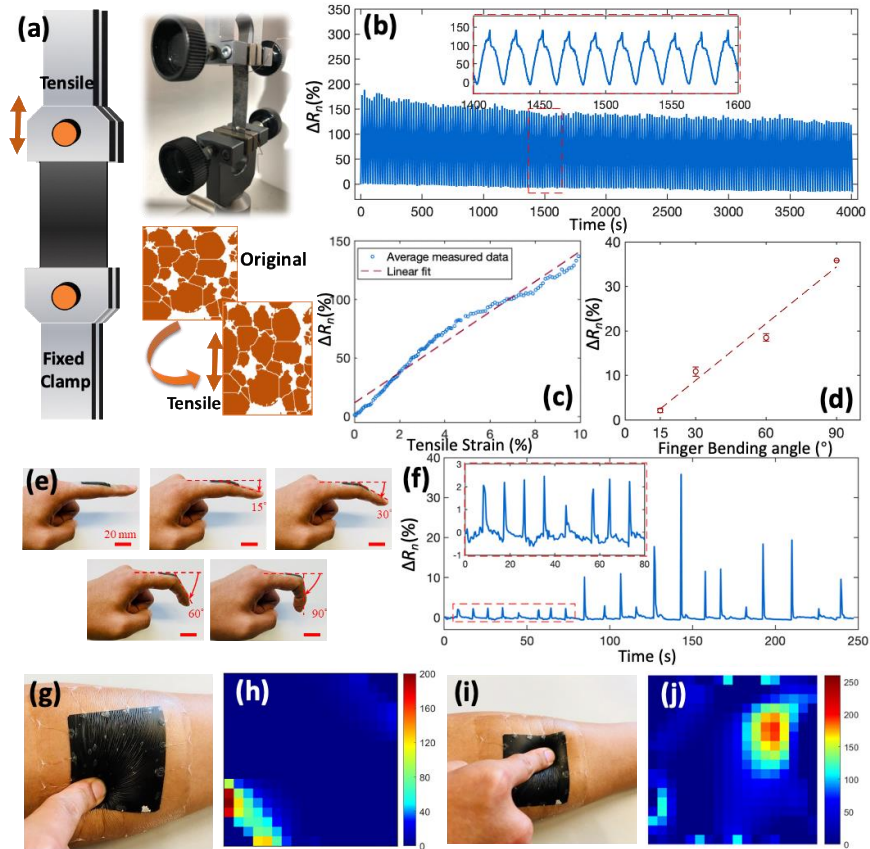 (a)
Tensile
Fixed
Clamp
Original
Tensile
(b)
ΔRn(%)
350
300
250
200
150
100
50
0
0 500 1000 1500 2000 2500 3000 3500 4000
Time (s)
150
100
50
0
1400 1450 1500 1550 1600
(c)
ΔRn(%)
150
100
50
0
Average measured data
Linear fit
0 2 4 6 8 10
Tensile Strain (%)
(d)
ΔRn(%)
40
30
20
10
0
0 15 30 60 90
Finger Bending angle (°)
(e)
20 mm
15°
30°
60°
90°
(f)
ΔRn(%)
40
30
20
10
0
0 50 100 150 200 250
Time (s)
3
2
1
0
-1
0 20 40 60 80
(g)
(h)
200
160
120
80
40
0
(i)
(j)
250
200
150
100
50
0